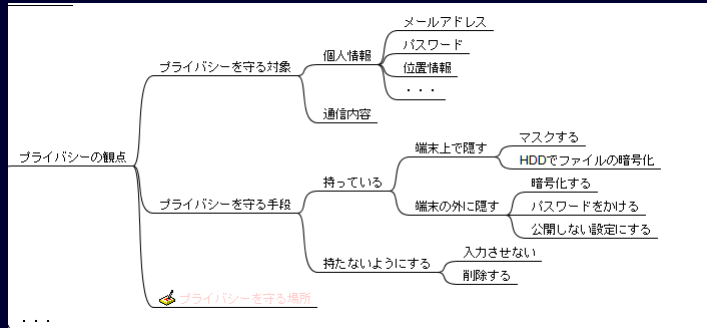 プライバシーの観点
プライバシーを守る対象
個人情報
メールアドレス
パスワード
位置情報
・・・
通信内容
プライバシーを守る手段
持っている
端末上で隠す
マスクする
HDDでファイルの暗号化
端末の外に隠す
暗号化する
パスワードをかける
公開しない設定にする
持たないようにする
入力させない
削除する
プライバシーを守る場所
・・・